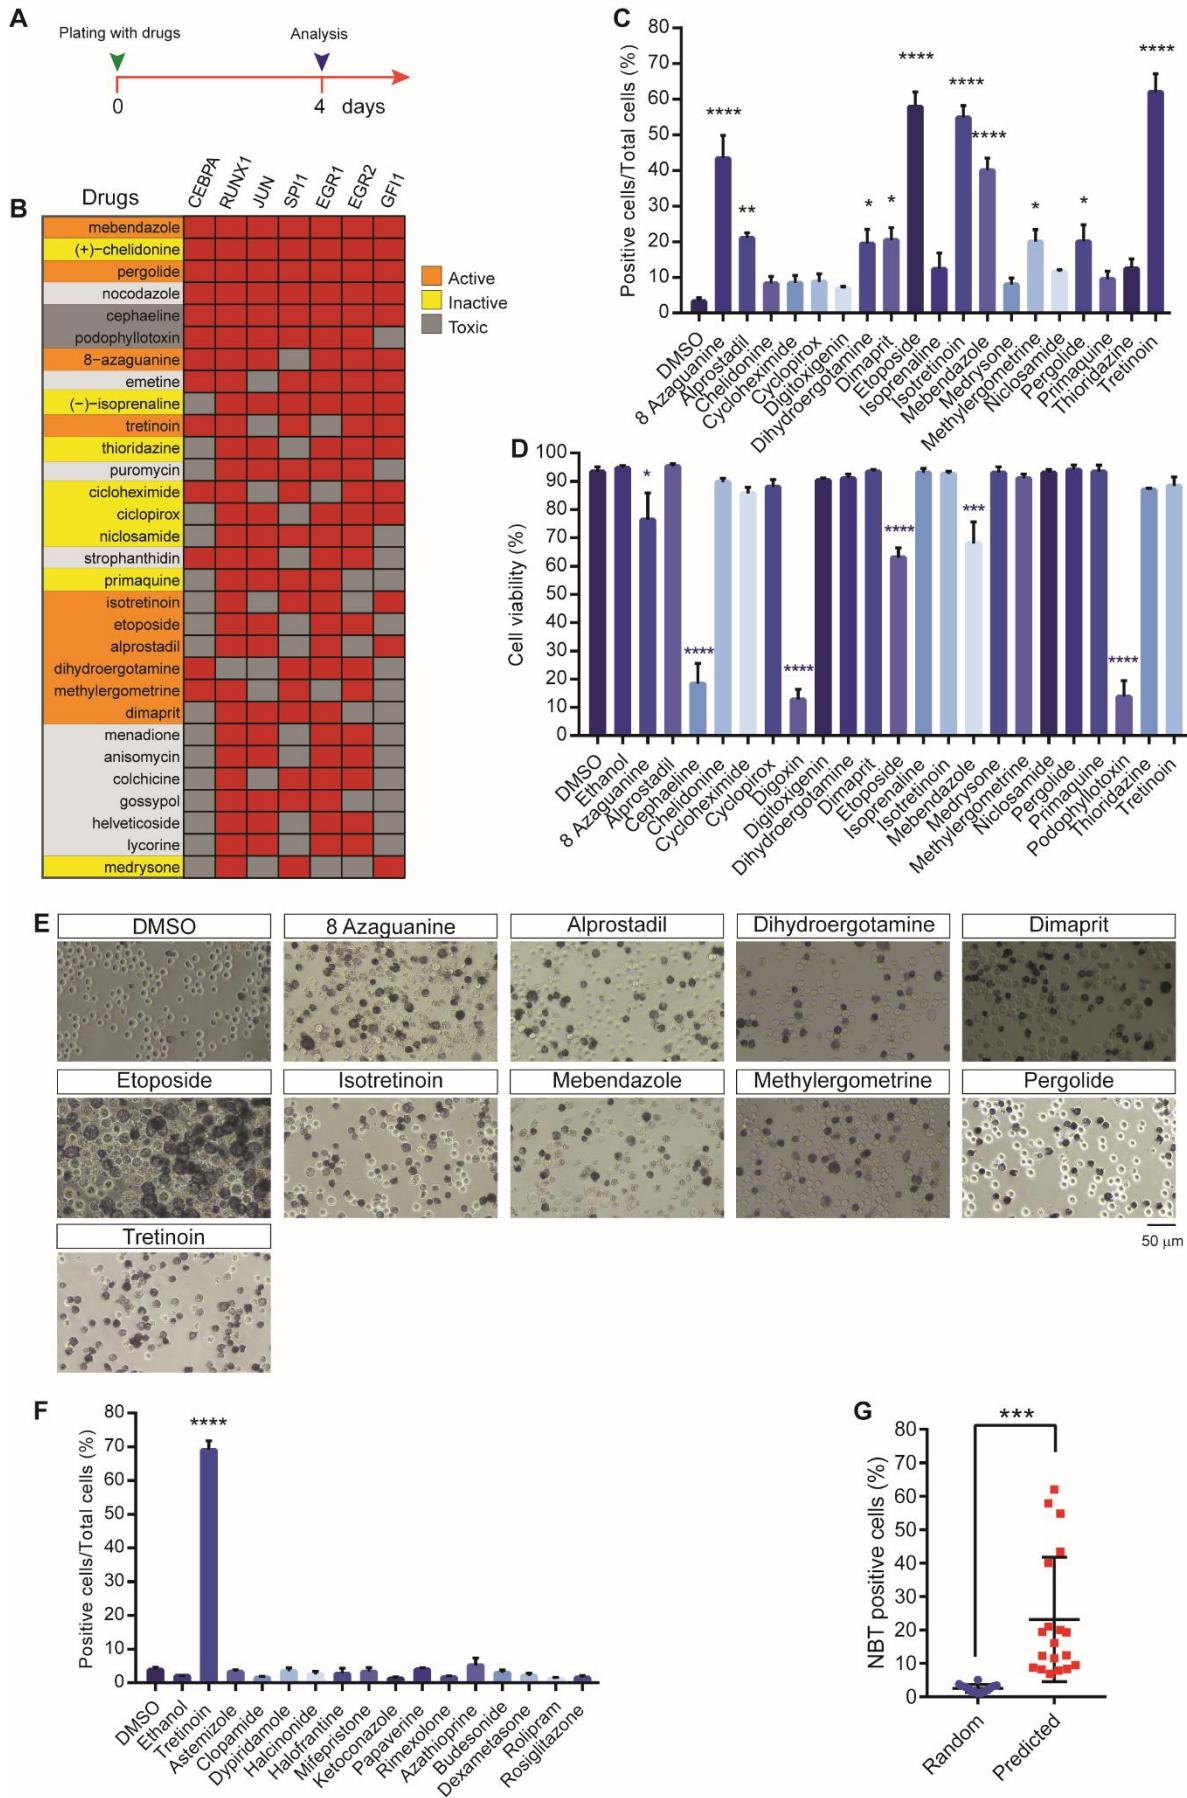 A
Plating with drugs
Analysis
0
4
days
B
Drugs
CEBPA
RUNX1
JUN
SPI1
EGR1
EGR2
GFI1
mebendazole
(+)−chelidonine
pergolide
nocodazole
cephaeline
podophyllotoxin
8−azaguanine
emetine
(−)−isoprenaline
tretinoin
thioridazine
puromycin
cicloheximide
ciclopirox
niclosamide
strophanthidin
primaquine
isotretinoin
etoposide
alprostadil
dihydroergotamine
methylergometrine
dimaprit
menadione
anisomycin
colchicine
gossypol
helveticoside
lycorine
medrysone
Active
Inactive
Toxic
C
Positive cells/Total cells (%)
80
70
60
50
40
30
20
10
0
****
**
*
*
****
****
****
*
*
****
DMSO
8 Azaguanine
Alprostadil
Chelidonine
Cycloheximide
Cyclopirox
Digitoxigenin
Dihydroergotamine
Dimaprit
Etoposide
Isoprenaline
Isotretinoin
Mebendazole
Medrysone
Methylergometrine
Niclosamide
Pergolide
Primaquine
Thioridazine
Tretinoin
D
Cell viability (%)
100
90
80
70
60
50
40
30
20
10
0
*
****
****
****
***
****
DMSO
Ethanol
8 Azaguanine
Alprostadil
Cephaeline
Chelidonine
Cycloheximide
Cyclopirox
Digoxin
Digitoxigenin
Dihydroergotamine
Dimaprit
Etoposide
Isoprenaline
Isotretinoin
Mebendazole
Medrysone
Methylergometrine
Niclosamide
Pergolide
Primaquine
Podophyllotoxin
Thioridazine
Tretinoin
E
DMSO
8 Azaguanine
Alprostadil
Dihydroergotamine
Dimaprit
Etoposide
Isotretinoin
Mebendazole
Methylergometrine
Pergolide
50 μm
Tretinoin
F
Positive cells/Total cells (%)
80
70
60
50
40
30
20
10
0
****
DMSO
Ethanol
Tretinoin
Astemizole
Clopamide
Dypiridamole
Halcinonide
Halofrantine
Mifepristone
Ketoconazole
Papaverine
Rimexolone
Azathioprine
Budesonide
Dexametasone
Rolipram
Rosiglitazone
G
NBT positive cells (%)
80
70
60
50
40
30
20
10
0
***
Random
Predicted